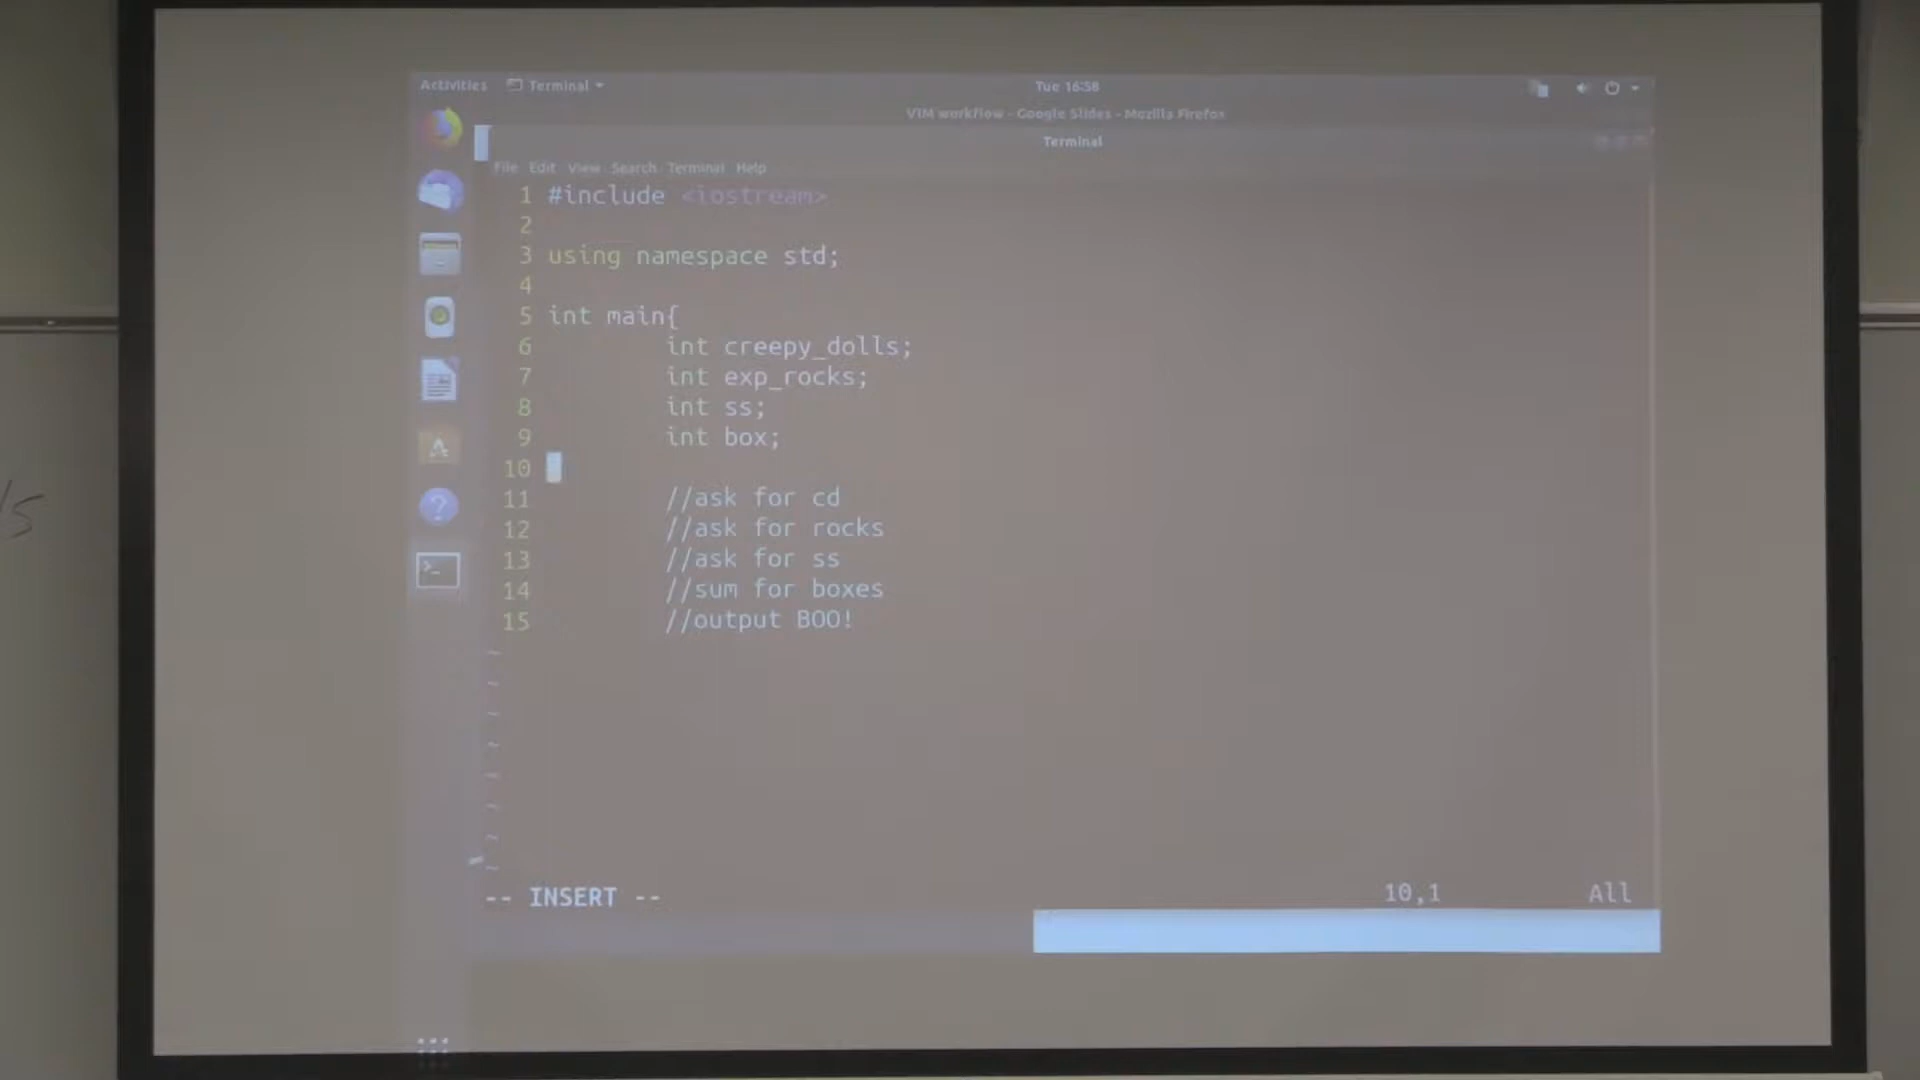 Activities Terminal Tue 16:58
VIM workflow - Google Slides - Mozilla Firefox
Terminal
File Edit View Search Terminal Help
1 #include <iostream>
2
3 using namespace std;
4
5 int main{
6 int creepy_dolls;
7 int exp_rocks;
8 int ss;
9 int box;
10
11 //ask for cd
12 //ask for rocks
13 //ask for ss
14 //sum for boxes
15 //output BOO!
~
~
~
~
~
~
~
~
-- INSERT -- 10,1 All